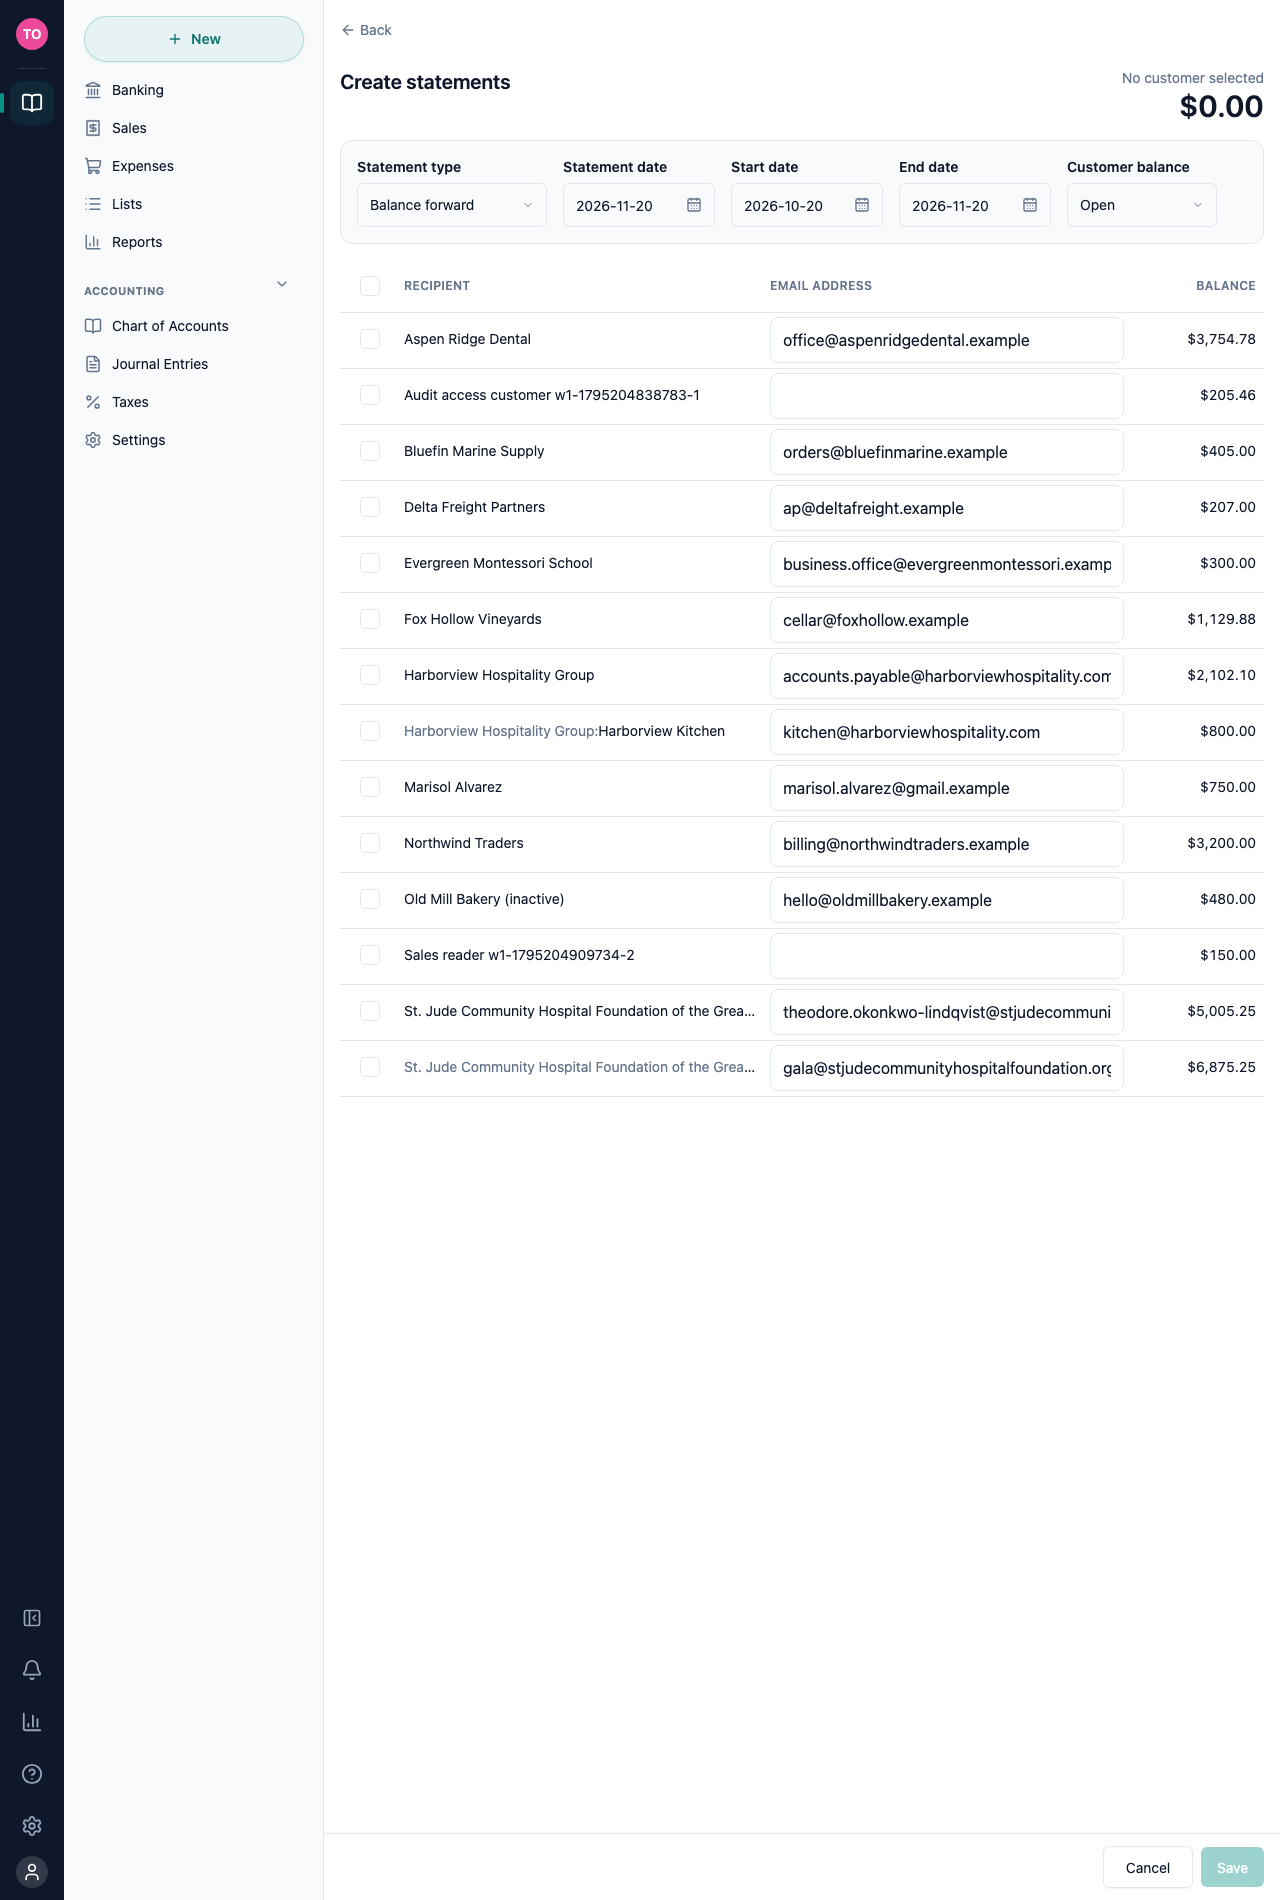 TO
New
Banking
Sales
Expenses
Lists
Reports
ACCOUNTING
Chart of Accounts
Journal Entries
Taxes
Settings
Back
Create statements
No customer selected
$0.00
Statement type
Statement date
Start date
End date
Customer balance
Balance forward
2026-11-20
2026-10-20
2026-11-20
Open
RECIPIENT EMAIL ADDRESS BALANCE
Aspen Ridge Dental office@aspenridgedental.example $3,754.78
Audit access customer w1-1795204838783-1 $205.46
Bluefin Marine Supply orders@bluefinmarine.example $405.00
Delta Freight Partners ap@deltafreight.example $207.00
Evergreen Montessori School business.office@evergreenmontessori.examp $300.00
Fox Hollow Vineyards cellar@foxhollow.example $1,129.88
Harborview Hospitality Group accounts.payable@harborviewhospitality.com $2,102.10
Harborview Hospitality Group:Harborview Kitchen kitchen@harborviewhospitality.com $800.00
Marisol Alvarez marisol.alvarez@gmail.example $750.00
Northwind Traders billing@northwindtraders.example $3,200.00
Old Mill Bakery (inactive) hello@oldmillbakery.example $480.00
Sales reader w1-1795204909734-2 $150.00
St. Jude Community Hospital Foundation of the Grea... theodore.okonkwo-lindqvist@stjudecommuni $5,005.25
St. Jude Community Hospital Foundation of the Grea... gala@stjudecommunityhospitalfoundation.org $6,875.25
Cancel
Save